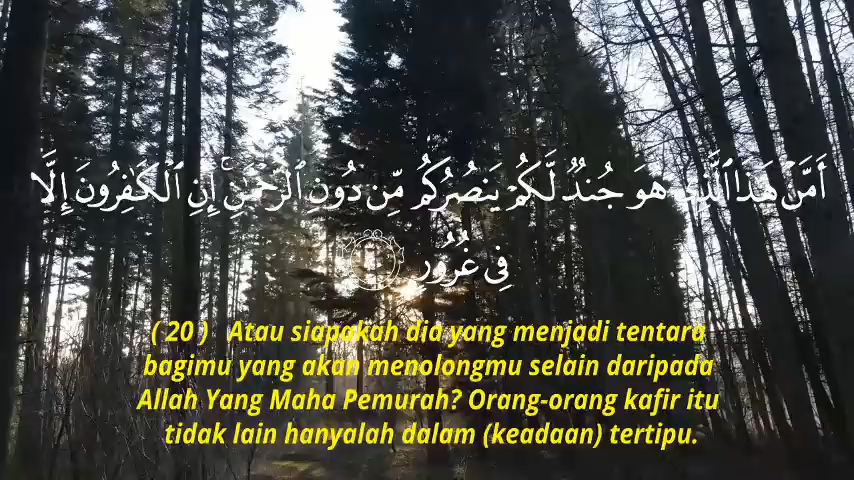 أَمَّنْ هَٰذَا ٱلَّذِى هُوَ جُندٌ لَّكُمْ يَنصُرُكُم مِّن دُونِ ٱلرَّحْمَٰنِ ۚ إِنِ ٱلْكَٰفِرُونَ إِلَّا
فِى غُرُورٍ
( 20 ) Atau siapakah dia yang menjadi tentara
bagimu yang akan menolongmu selain daripada
Allah Yang Maha Pemurah? Orang-orang kafir itu
tidak lain hanyalah dalam (keadaan) tertipu.